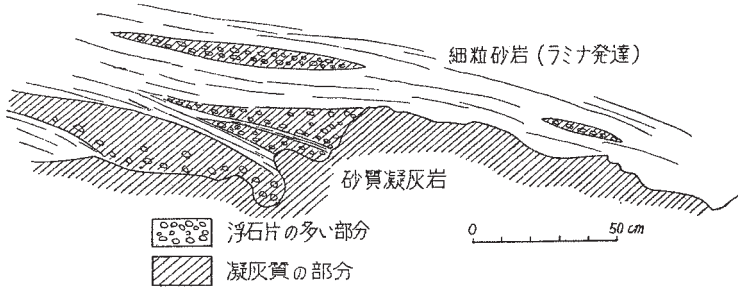 細粒砂岩(ラミナ発達)
砂質凝灰岩
浮石片の多い部分
0 50 cm
凝灰質の部分